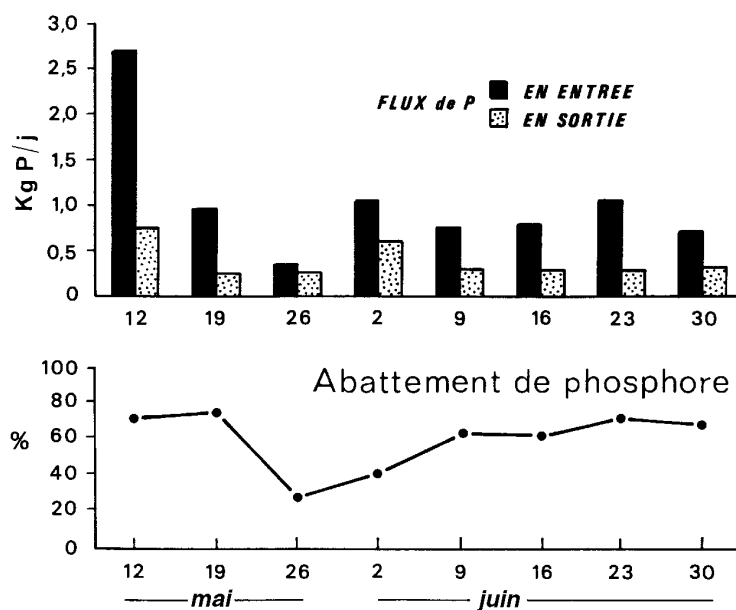 3,0
2,5
2,0
1,5
1,0
0,5
0
Kg P/j
FLUX de P
EN ENTREE
EN SORTIE
12 19 26 2 9 16 23 30
Abattement de phosphore
100
80
60
40
20
0
%
12 19 26 2 9 16 23 30
mai juin